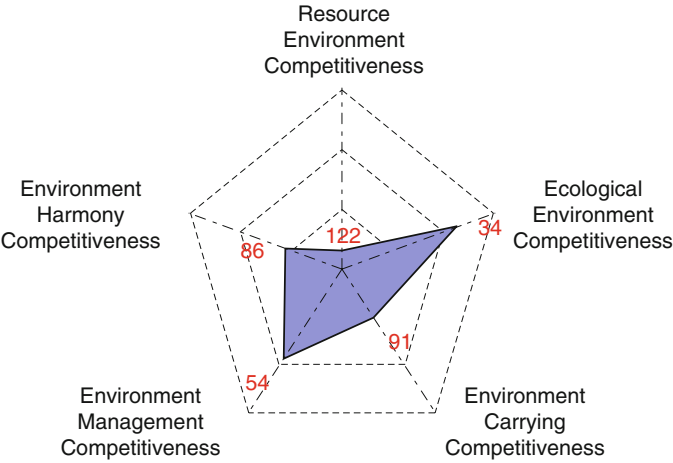 Resource
Environment
Competitiveness
Environment
Harmony
Competitiveness
Ecological
Environment
Competitiveness
122
34
86
91
54
Environment
Management
Competitiveness
Environment
Carrying
Competitiveness